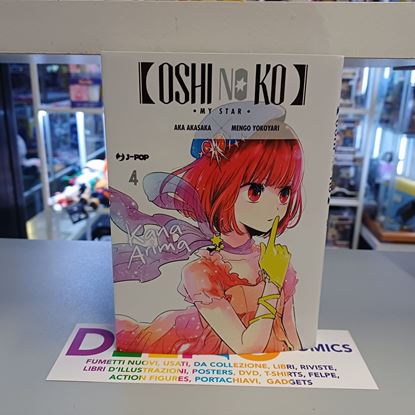 【OSHI NO KO】
• MY STAR •
AKA AKASAKA × MENGO YOKOYARI
J-POP
4
Kana
Arima
COMICS
FUMETTI NUOVI, USATI, DA COLLEZIONE, LIBRI, RIVISTE,
LIBRI D'ILLUSTRAZIONI, POSTERS, DVD, T-SHIRTS, FELPE,
ACTION FIGURES, PORTACHIAVI, GADGETS